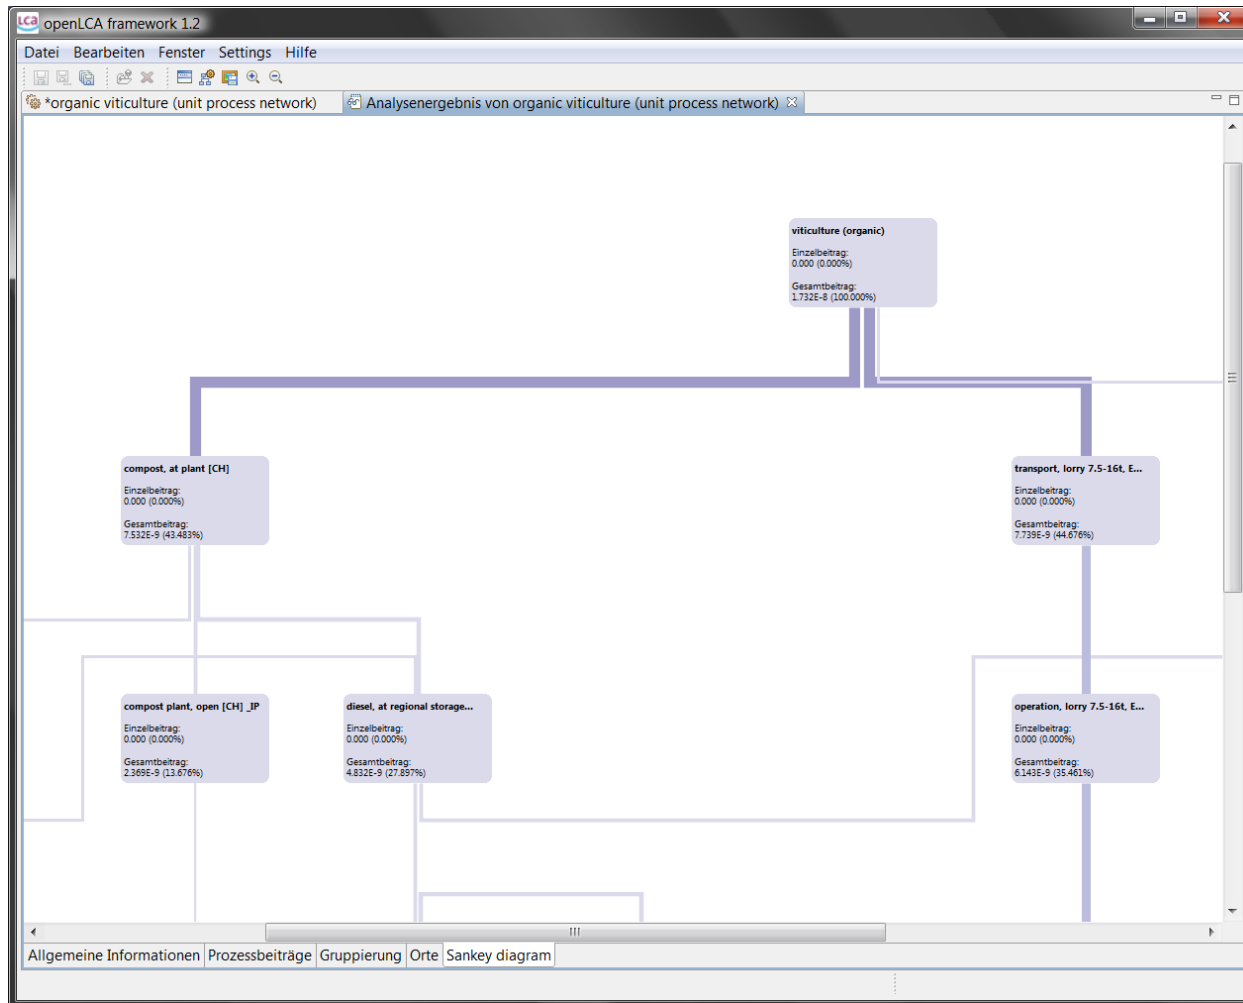 LCA openLCA framework 1.2
Datei Bearbeiten Fenster Settings Hilfe
*organic viticulture (unit process network) Analysenergebnis von organic viticulture (unit process network)
viticulture (organic)
Einzelbeitrag:
0.000 (0.000%)
Gesamtbeitrag:
1.732E-8 (100.000%)
compost, at plant [CH]
Einzelbeitrag:
0.000 (0.000%)
Gesamtbeitrag:
7.532E-9 (43.483%)
transport, lorry 7.5-16t, E...
Einzelbeitrag:
0.000 (0.000%)
Gesamtbeitrag:
7.739E-9 (44.676%)
compost plant, open [CH] _IP
Einzelbeitrag:
0.000 (0.000%)
Gesamtbeitrag:
2.369E-9 (13.676%)
diesel, at regional storage...
Einzelbeitrag:
0.000 (0.000%)
Gesamtbeitrag:
4.832E-9 (27.897%)
operation, lorry 7.5-16t, E...
Einzelbeitrag:
0.000 (0.000%)
Gesamtbeitrag:
6.143E-9 (35.461%)
Allgemeine Informationen Prozessbeiträge Gruppierung Orte Sankey diagram